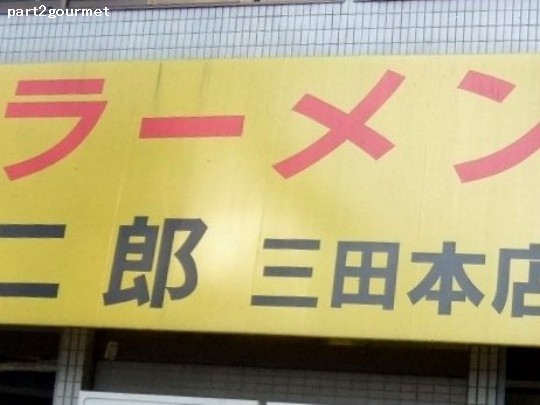 part2gourmet
ラーメン
二郎 三田本店